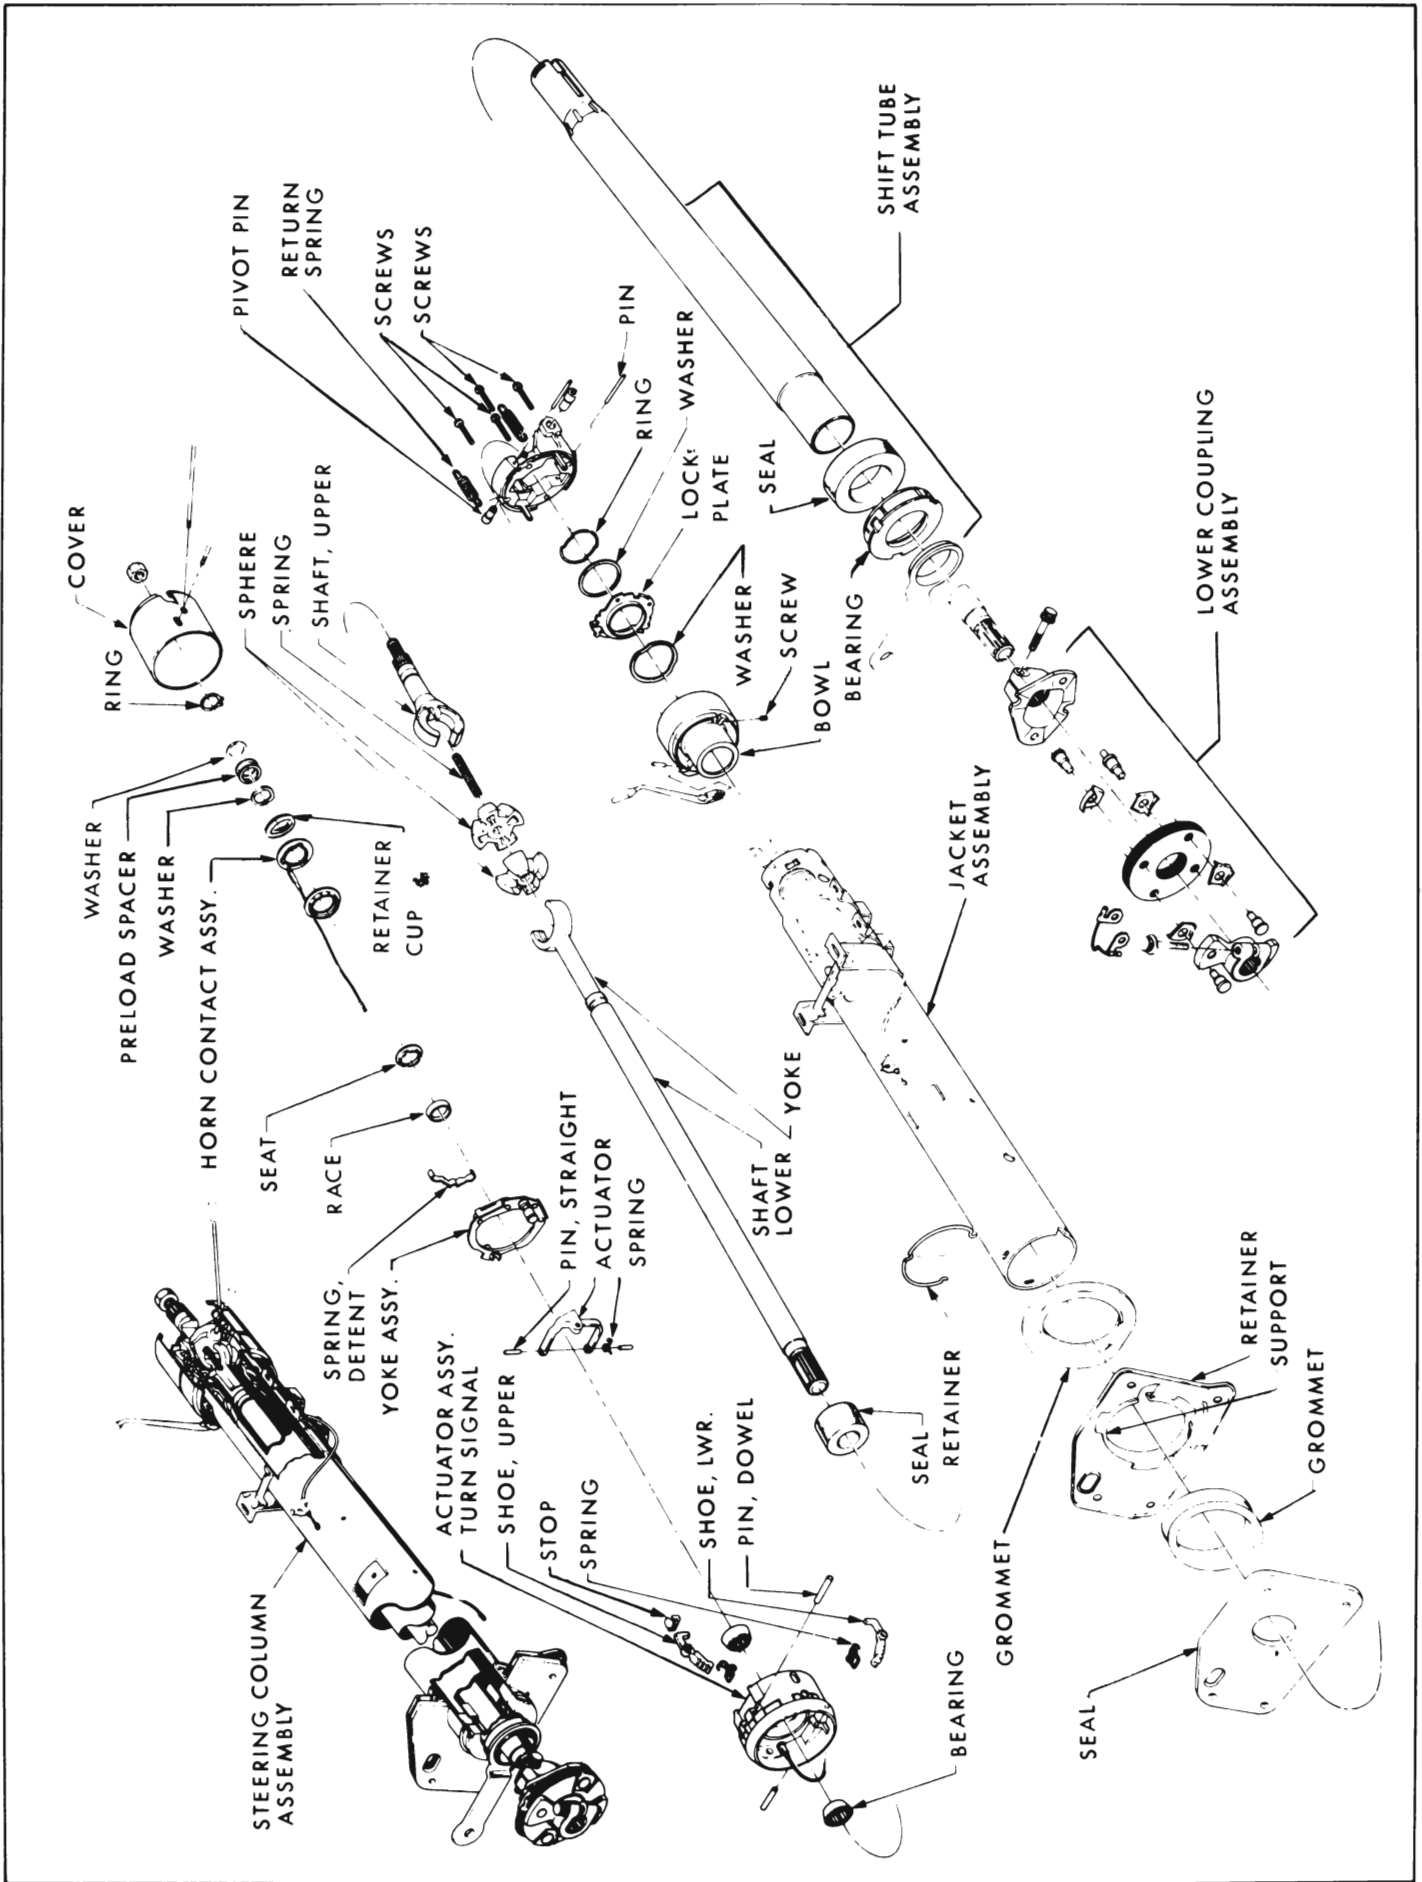 STEERING COLUMN
ASSEMBLY
ACTUATOR ASSY.
TURN SIGNAL
SHOE, UPPER
STOP
SPRING
SHOE, LWR.
PIN, DOWEL
BEARING
SEAL
SPRING,
DETENT
YOKE ASSY.
PIN, STRAIGHT
ACTUATOR
SPRING
SEAT
RACE
SEAL
RETAINER
GROMMET
RETAINER
SUPPORT
GROMMET
WASHER
PRELOAD SPACER
WASHER
HORN CONTACT ASSY.
RETAINER
CUP &
SHAFT
LOWER
YOKE
JACKET
ASSEMBLY
COVER
RING
SPHERE
SPRING
SHAFT, UPPER
WASHER
SCREW
BOWL
BEARING
LOWER COUPLING
ASSEMBLY
PIVOT PIN
RETURN
SPRING
SCREWS
SCREWS
PIN
RING
WASHER
LOCK
PLATE
SEAL
SHIFT TUBE
ASSEMBLY